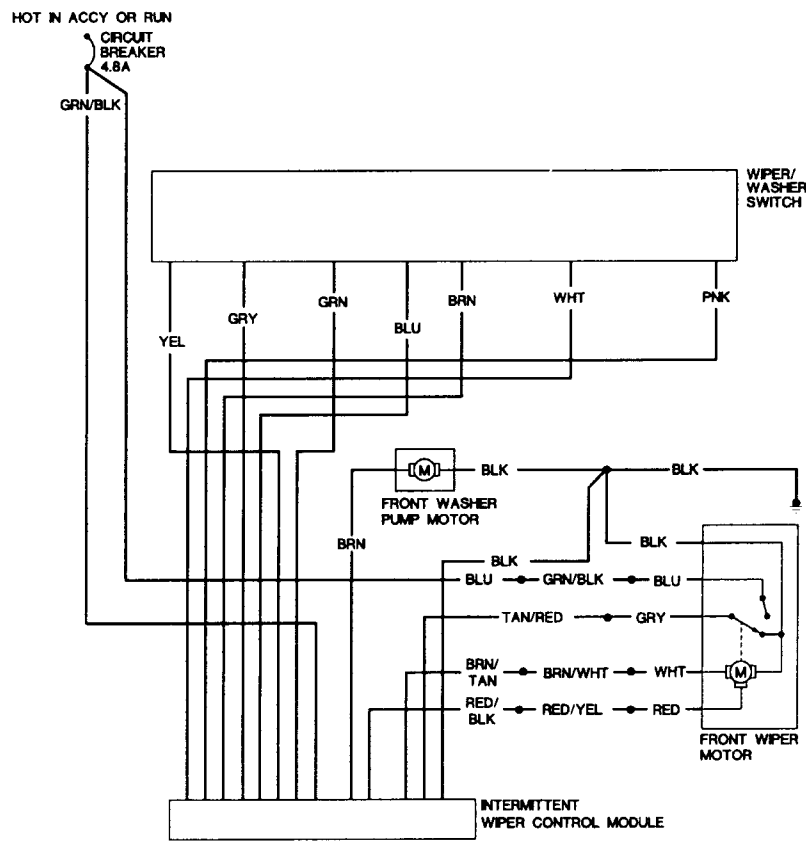 HOT IN ACCY OR RUN
CIRCUIT
BREAKER
4.8A
GRN/BLK
WIPER/
WASHER
SWITCH
YEL
GRY
GRN
BLU
BRN
WHT
PNK
M
BLK
BLK
FRONT WASHER
PUMP MOTOR
BRN
BLK
BLK
BLU
GRN/BLK
BLU
TAN/RED
GRY
BRN/
TAN
BRN/WHT
WHT
M
RED/
BLK
RED/YEL
RED
FRONT WIPER
MOTOR
INTERMITTENT
WIPER CONTROL MODULE